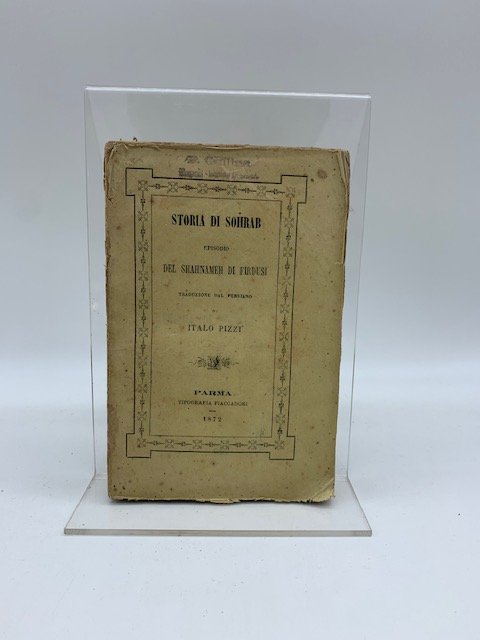 STORIA DI SOHRAB
EPISODIO
DEL SHAHNAMEH DI FIRDUSI
TRADUZIONE DAL PERSIANO
DI
ITALO PIZZI
PARMA
TIPOGRAFIA FIACCADORI
1872